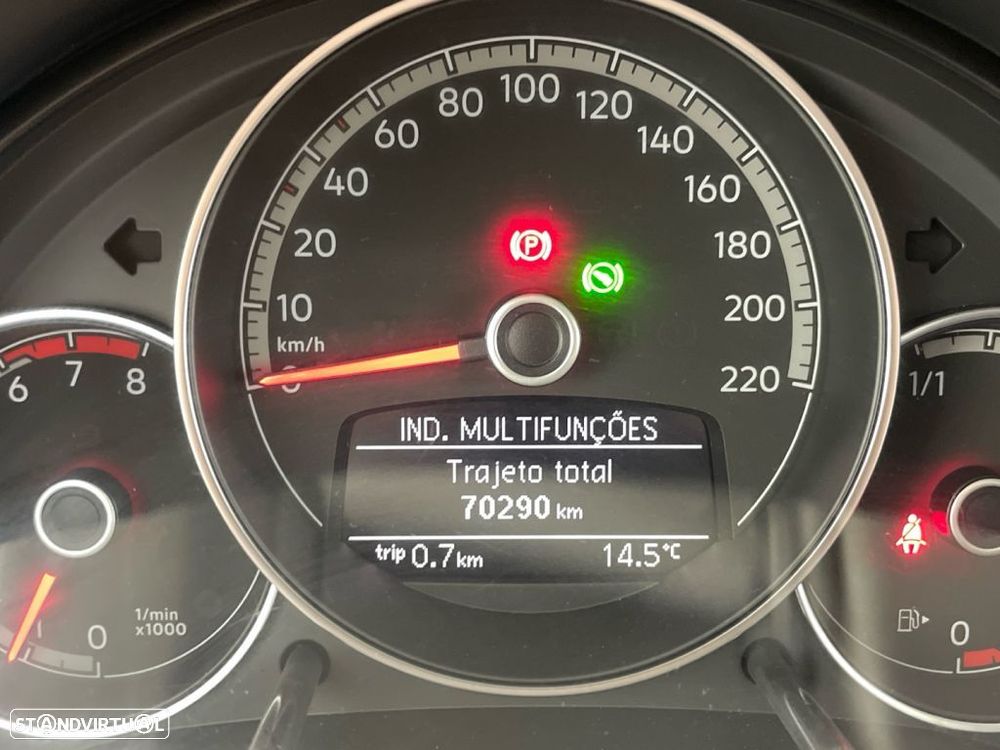 100
80
120
60
140
40
160
20
180
10
200
km/h
0
220
P
6
7
8
1/min
x1000
0
1/1
0
IND. MULTIFUNÇÕES
Trajeto total
70290 km
trip 0.7 km 14.5°C
STANDVIRTUAL